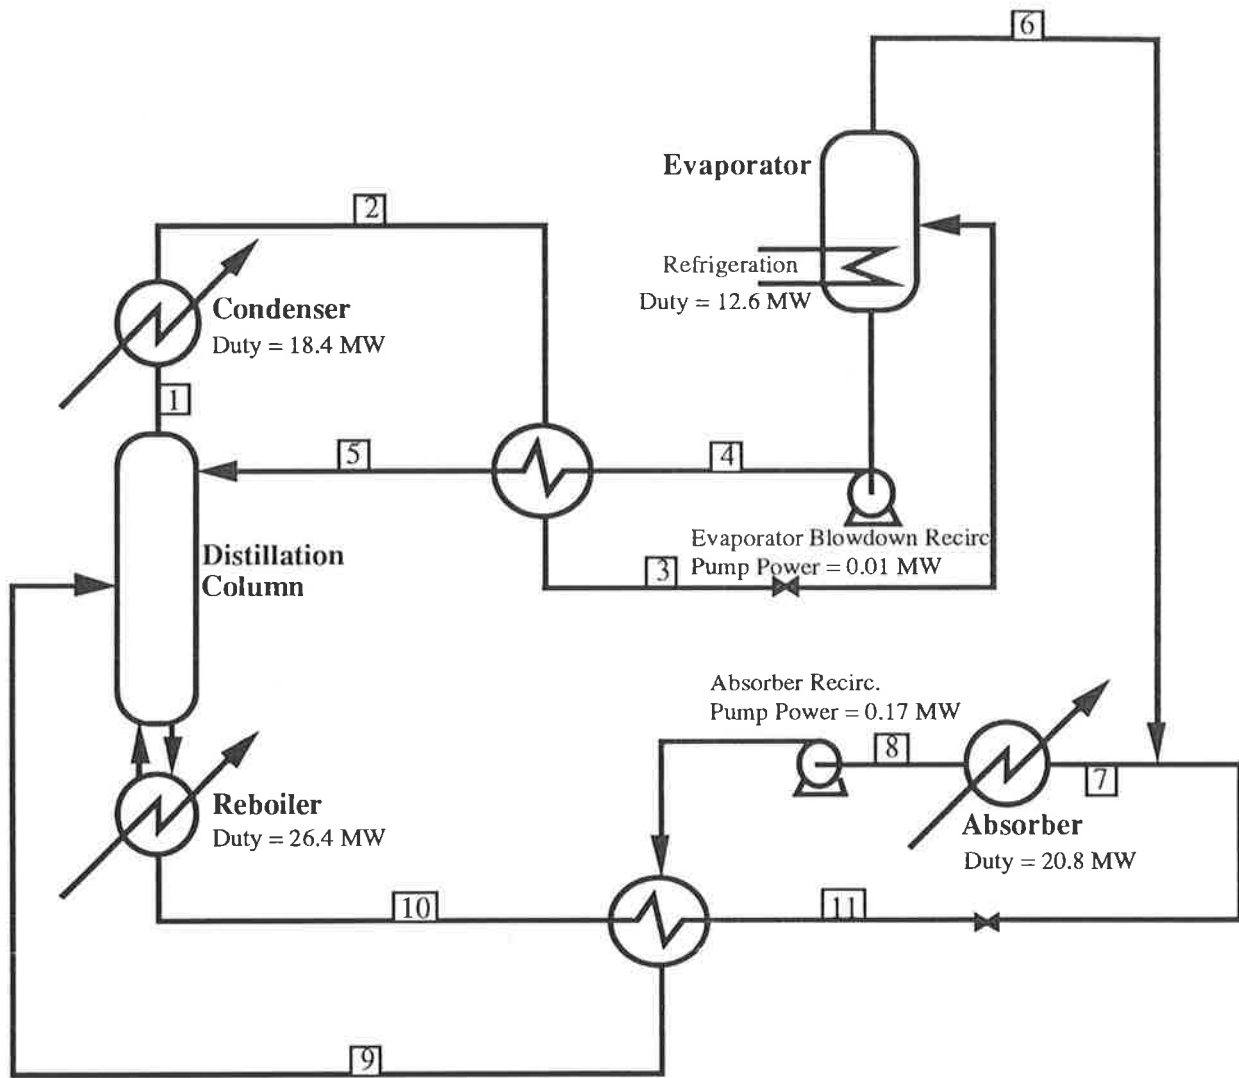 6
Evaporator
2
Refrigeration
Duty = 12.6 MW
Condenser
Duty = 18.4 MW
1
5
4
Evaporator Blowdown Recirc
Pump Power = 0.01 MW
3
Distillation
Column
Absorber Recirc.
Pump Power = 0.17 MW
8
7
Reboiler
Duty = 26.4 MW
Absorber
Duty = 20.8 MW
10
11
9